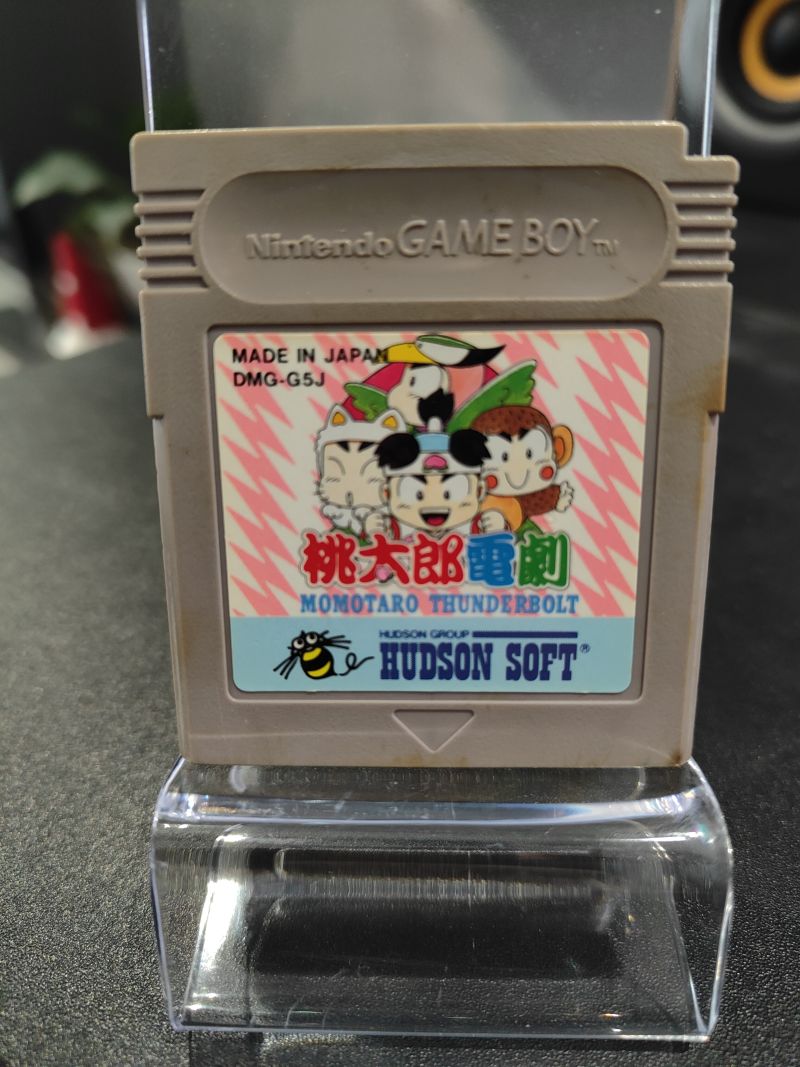 Nintendo GAME BOY TM
MADE IN JAPAN
DMG-G5J
桃太郎電劇
MOMOTARO THUNDERBOLT
HUDSON GROUP
HUDSON SOFT®